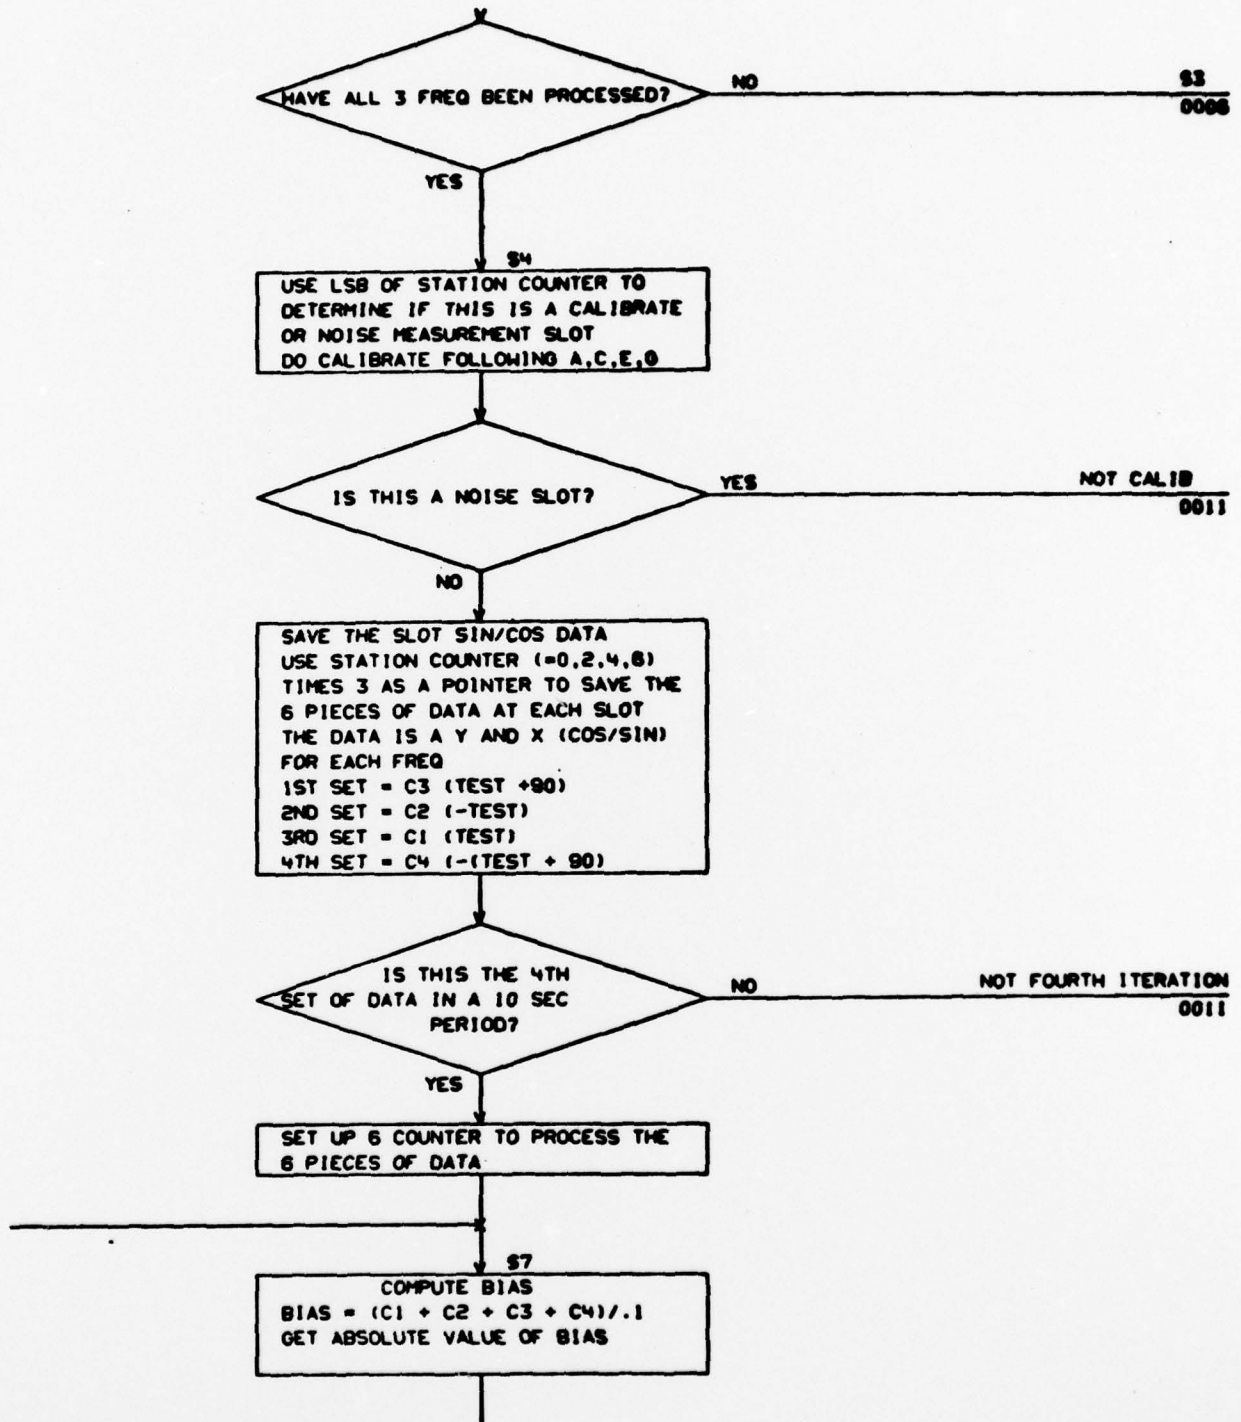 HAVE ALL 3 FREQ BEEN PROCESSED?
NO
S3
0006
YES
S4
USE LSB OF STATION COUNTER TO
DETERMINE IF THIS IS A CALIBRATE
OR NOISE MEASUREMENT SLOT
DO CALIBRATE FOLLOWING A,C,E,G
IS THIS A NOISE SLOT?
YES
NOT CALIB
0011
NO
SAVE THE SLOT SIN/COS DATA
USE STATION COUNTER (=0,2,4,6)
TIMES 3 AS A POINTER TO SAVE THE
6 PIECES OF DATA AT EACH SLOT
THE DATA IS A Y AND X (COS/SIN)
FOR EACH FREQ
1ST SET = C3 (TEST +90)
2ND SET = C2 (-TEST)
3RD SET = C1 (TEST)
4TH SET = C4 (-(TEST + 90)
IS THIS THE 4TH
SET OF DATA IN A 10 SEC
PERIOD?
NO
NOT FOURTH ITERATION
0011
YES
SET UP 6 COUNTER TO PROCESS THE
6 PIECES OF DATA
S7
COMPUTE BIAS
BIAS = (C1 + C2 + C3 + C4)/.1
GET ABSOLUTE VALUE OF BIAS